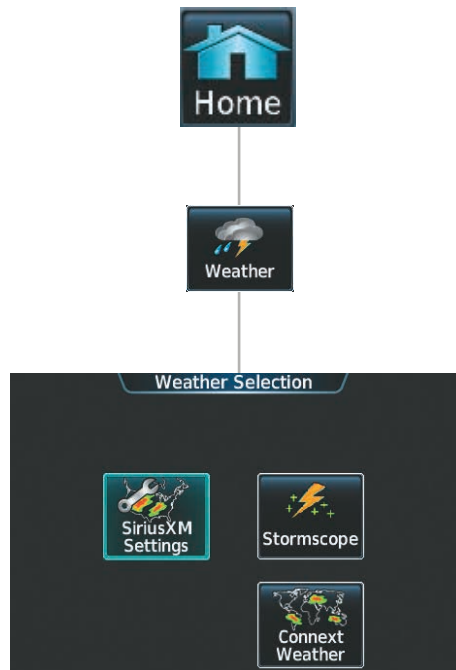 Home
Weather
Weather Selection
SiriusXM
Settings
Stormscope
Connext
Weather